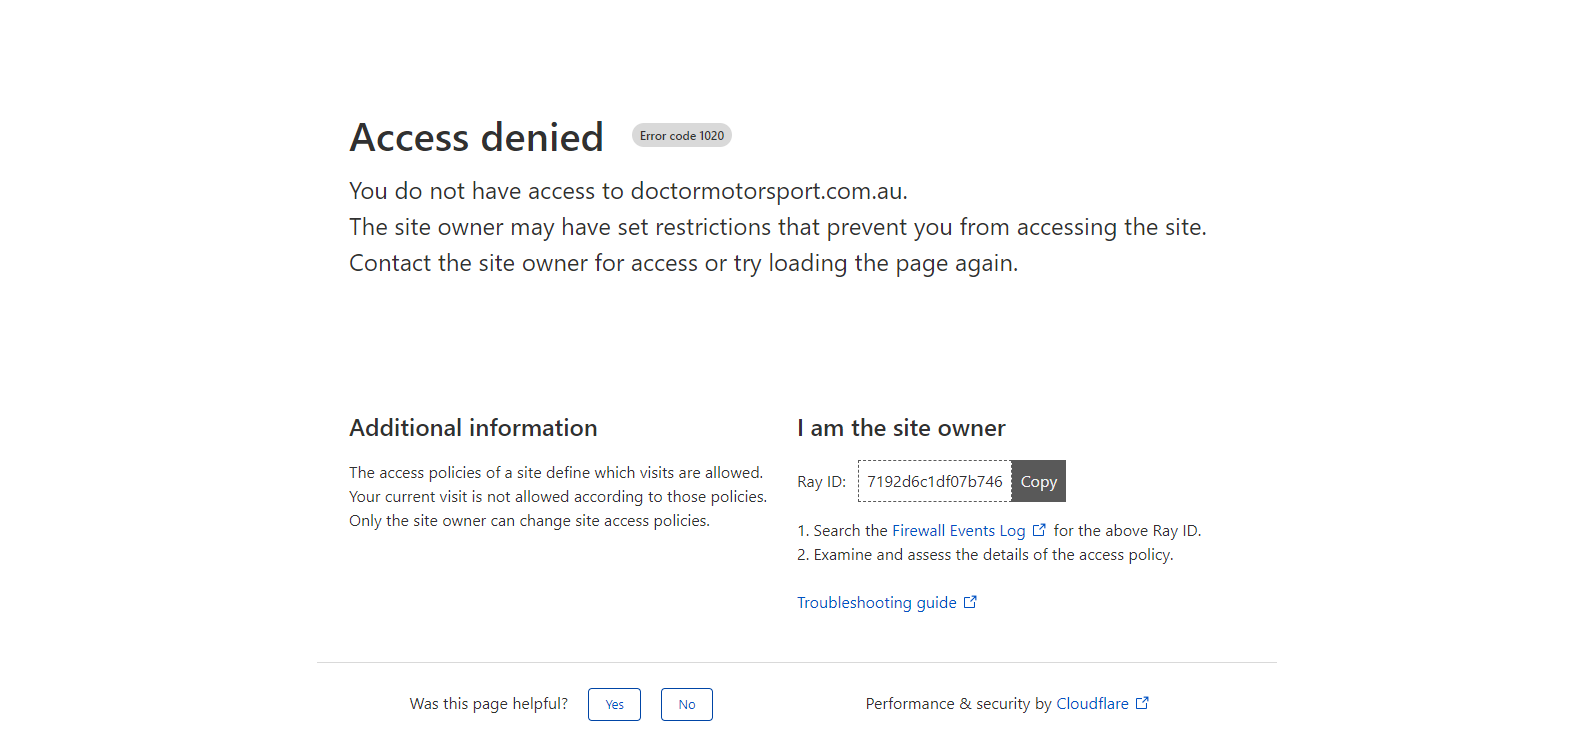 Access denied Error code 1020
You do not have access to doctormotorsport.com.au.
The site owner may have set restrictions that prevent you from accessing the site.
Contact the site owner for access or try loading the page again.
Additional information
The access policies of a site define which visits are allowed.
Your current visit is not allowed according to those policies.
Only the site owner can change site access policies.
I am the site owner
Ray ID: 7192d6c1df07b746 Copy
1. Search the Firewall Events Log for the above Ray ID.
2. Examine and assess the details of the access policy.
Troubleshooting guide
Was this page helpful? Yes No
Performance & security by Cloudflare